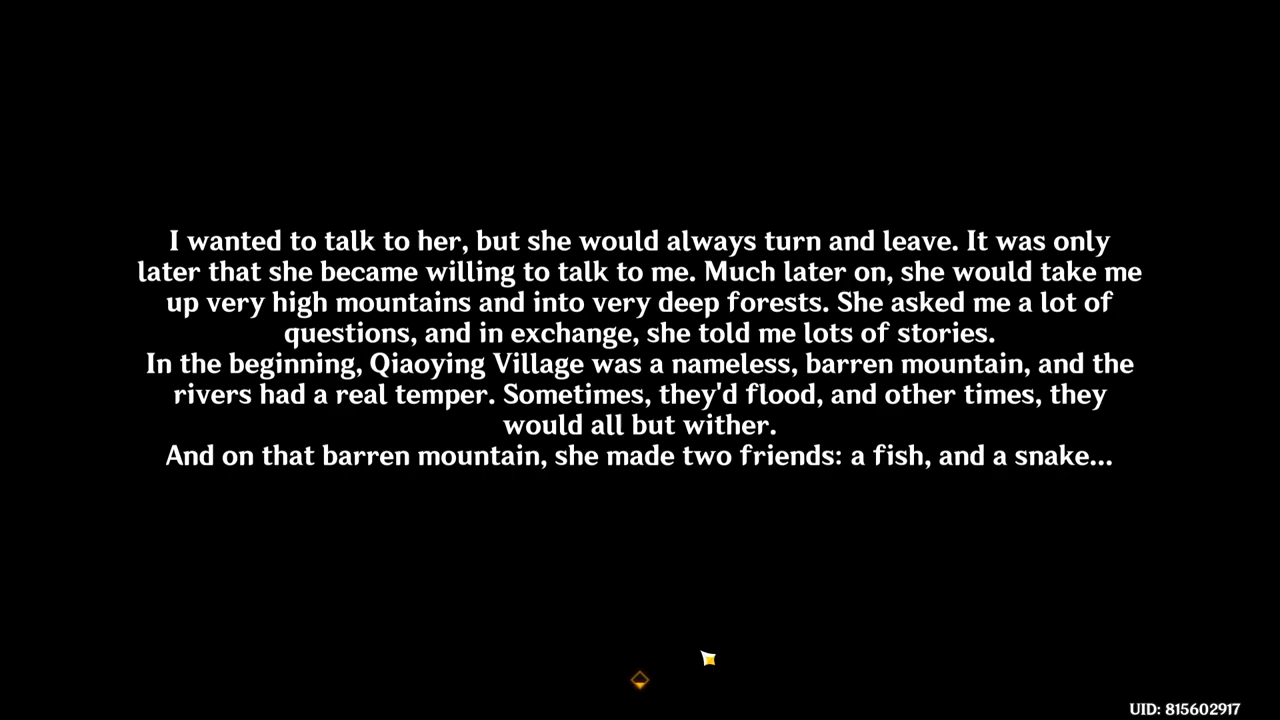 I wanted to talk to her, but she would always turn and leave. It was only
later that she became willing to talk to me. Much later on, she would take me
up very high mountains and into very deep forests. She asked me a lot of
questions, and in exchange, she told me lots of stories.
In the beginning, Qiaoying Village was a nameless, barren mountain, and the
rivers had a real temper. Sometimes, they'd flood, and other times, they
would all but wither.
And on that barren mountain, she made two friends: a fish, and a snake...
UID: 815602917